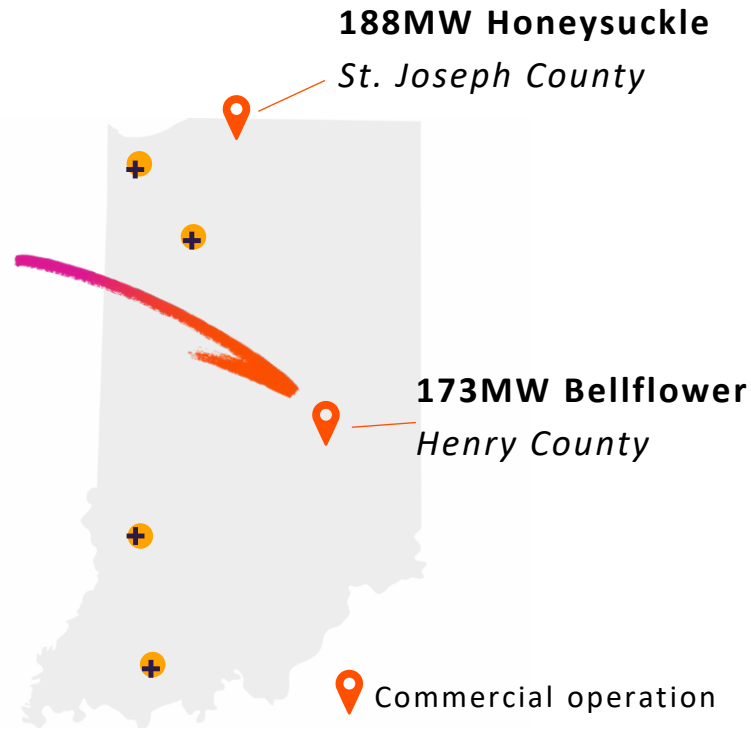 188MW Honeysuckle
St. Joseph County
173MW Bellflower
Henry County
Commercial operation